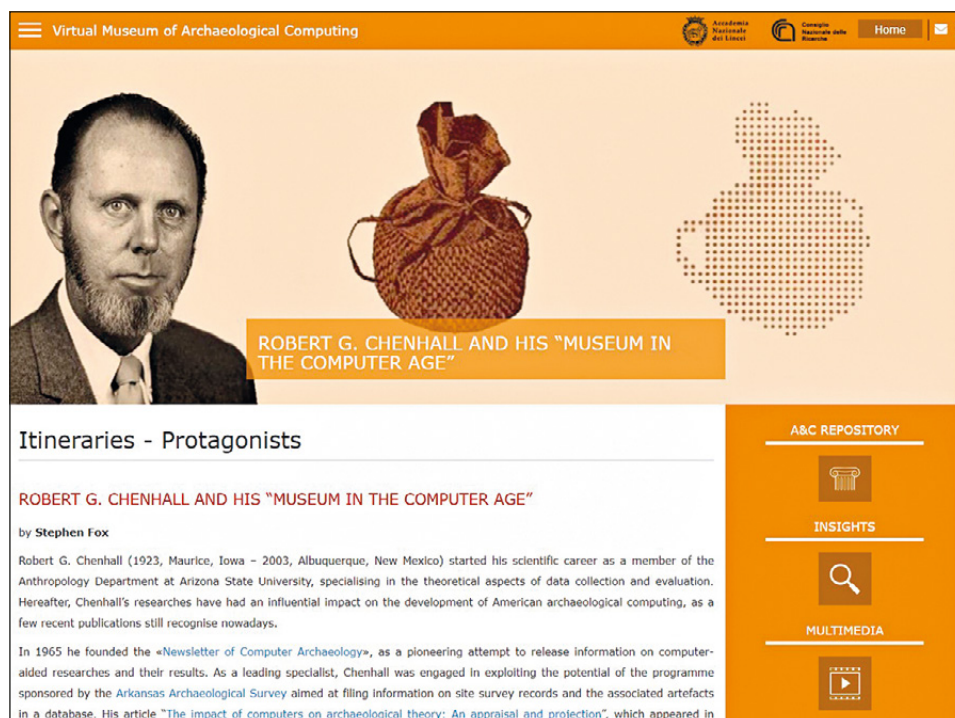 Virtual Museum of Archaeological Computing
Accademia
Nazionale
dei Lincei
Consiglio
Nazionale delle
Ricerche
Home
ROBERT G. CHENHALL AND HIS “MUSEUM IN
THE COMPUTER AGE”
Itineraries - Protagonists
ROBERT G. CHENHALL AND HIS “MUSEUM IN THE COMPUTER AGE”
by Stephen Fox
Robert G. Chenhall (1923, Maurice, Iowa – 2003, Albuquerque, New Mexico) started his scientific career as a member of the
Anthropology Department at Arizona State University, specialising in the theoretical aspects of data collection and evaluation.
Hereafter, Chenhall’s researches have had an influential impact on the development of American archaeological computing, as a
few recent publications still recognise nowadays.
In 1965 he founded the «Newsletter of Computer Archaeology», as a pioneering attempt to release information on computer-
aided researches and their results. As a leading specialist, Chenhall was engaged in exploiting the potential of the programme
sponsored by the Arkansas Archaeological Survey aimed at filing information on site survey records and the associated artefacts
in a database. His article “The impact of computers on archaeological theory: An appraisal and projection”, which appeared in
A&C REPOSITORY
INSIGHTS
MULTIMEDIA